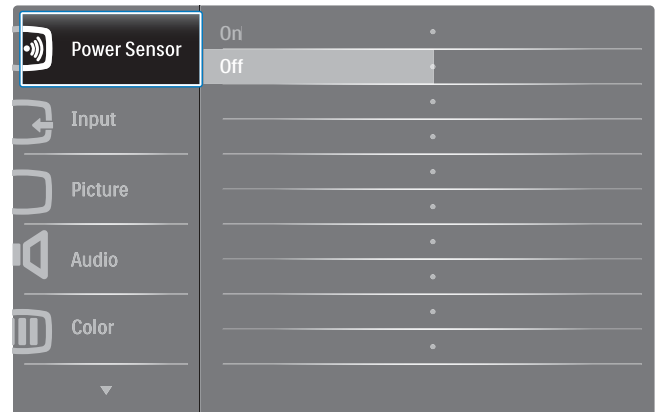 Power Sensor
On
Off
Input
Picture
Audio
Color